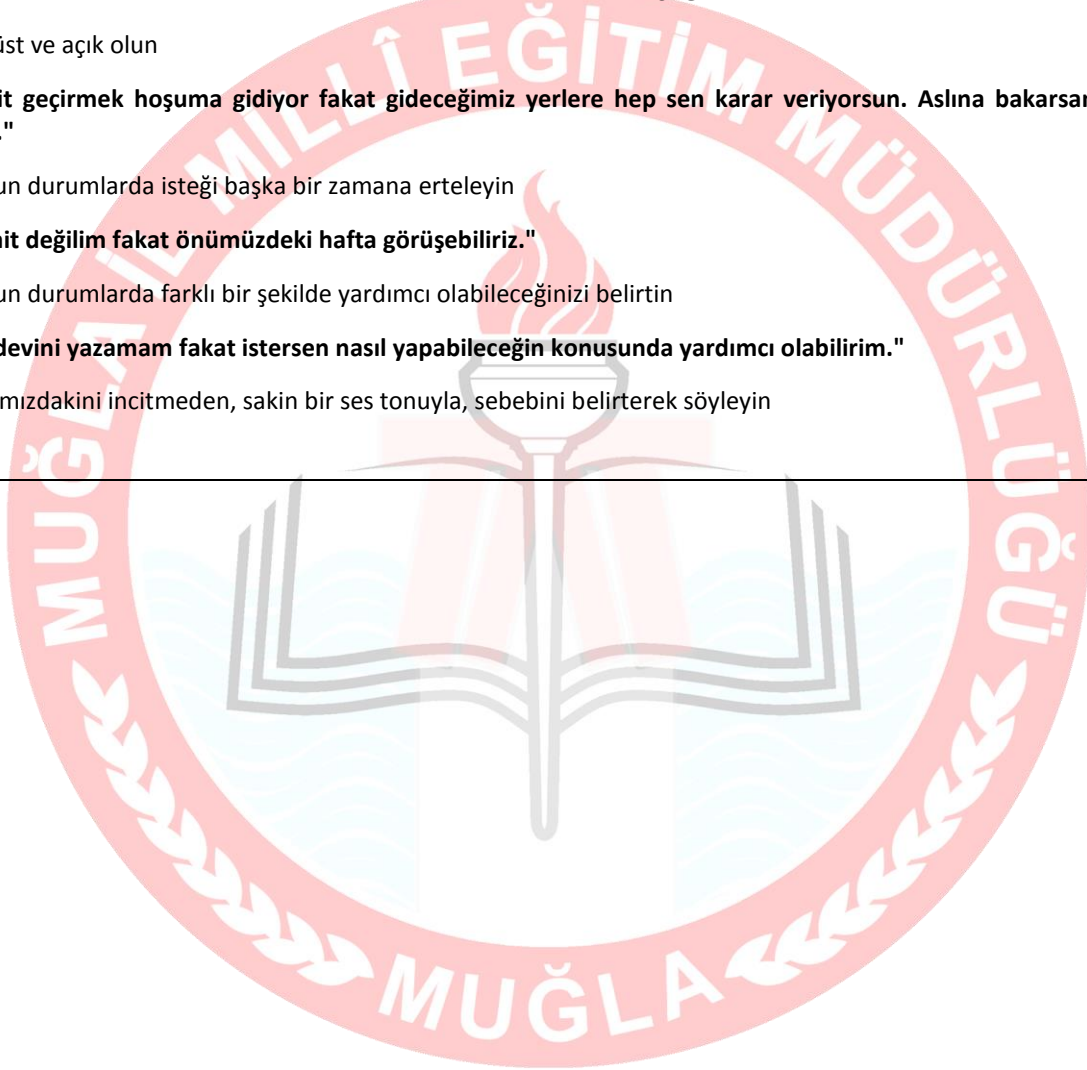 üst ve açık olun
it geçirmek hoşuma gidiyor fakat gideceğimiz yerlere hep sen karar veriyorsun. Aslına bakarsan
."
un durumlarda isteği başka bir zamana erteleyin
ait değilim fakat önümüzdeki hafta görüşebiliriz."
un durumlarda farklı bir şekilde yardımcı olabileceğinizi belirtin
devini yazamam fakat istersen nasıl yapabileceğin konusunda yardımcı olabilirim."
mızdakini incitmeden, sakin bir ses tonuyla, sebebini belirterek söyleyin
MUĞLA İL MİLLÎ EĞİTİM MÜDÜRLÜĞÜ
MUĞLA